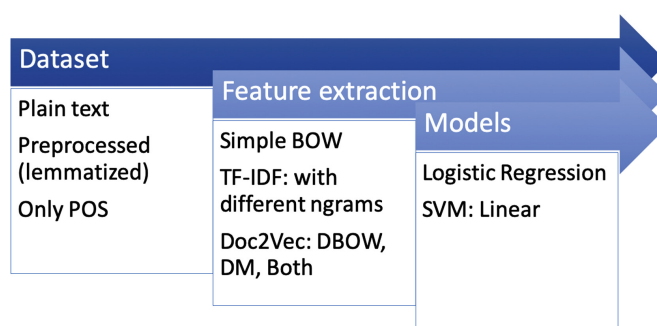 Dataset
Plain text
Preprocessed
(lemmatized)
Only POS
Feature extraction
Simple BOW
TF-IDF: with
different ngrams
Doc2Vec: DBOW,
DM, Both
Models
Logistic Regression
SVM: Linear